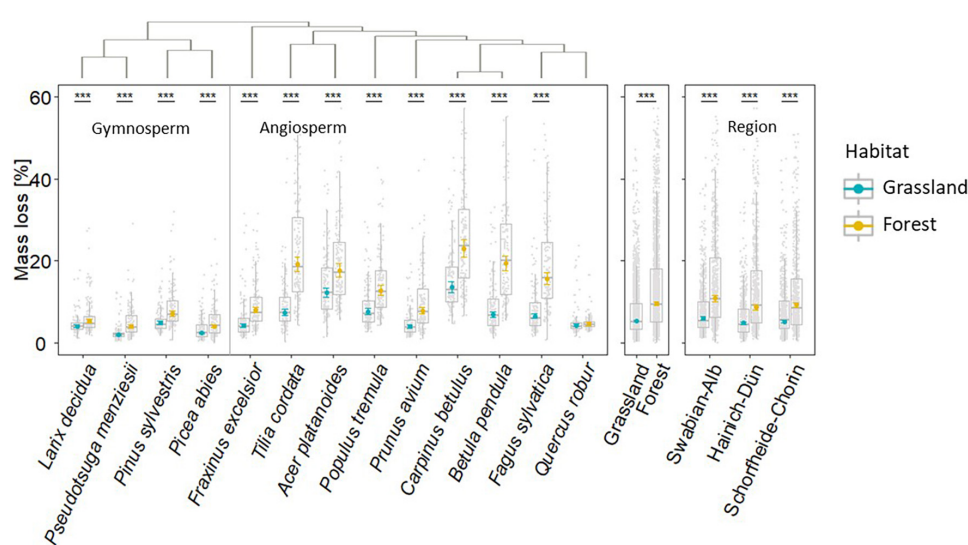 *** *** *** *** *** *** *** *** *** *** *** *** *** *** *** ***
60
Gymnosperm Angiosperm Region
Habitat
Grassland
Forest
Mass loss [%]
40
20
0
Larix decidua
Pseudotsuga menziesii
Pinus sylvestris
Picea abies
Fraxinus excelsior
Tilia cordata
Acer platanoides
Populus tremula
Prunus avium
Carpinus betulus
Betula pendula
Fagus sylvatica
Quercus robur
Grassland
Forest
Swabian-Alb
Hainich-Dün
Schorfheide-Chorin